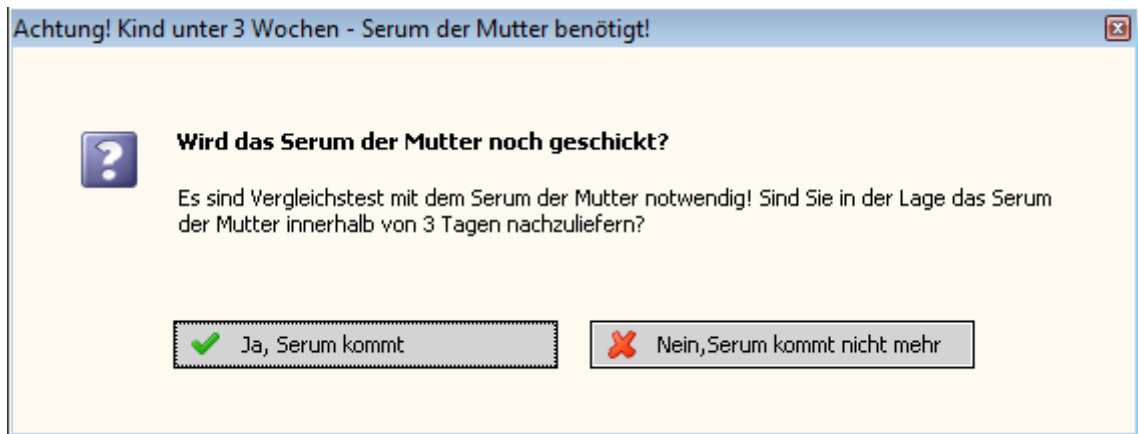 Achtung! Kind unter 3 Wochen - Serum der Mutter benötigt!
Wird das Serum der Mutter noch geschickt?
Es sind Vergleichstest mit dem Serum der Mutter notwendig! Sind Sie in der Lage das Serum
der Mutter innerhalb von 3 Tagen nachzuliefern?
Ja, Serum kommt
Nein,Serum kommt nicht mehr